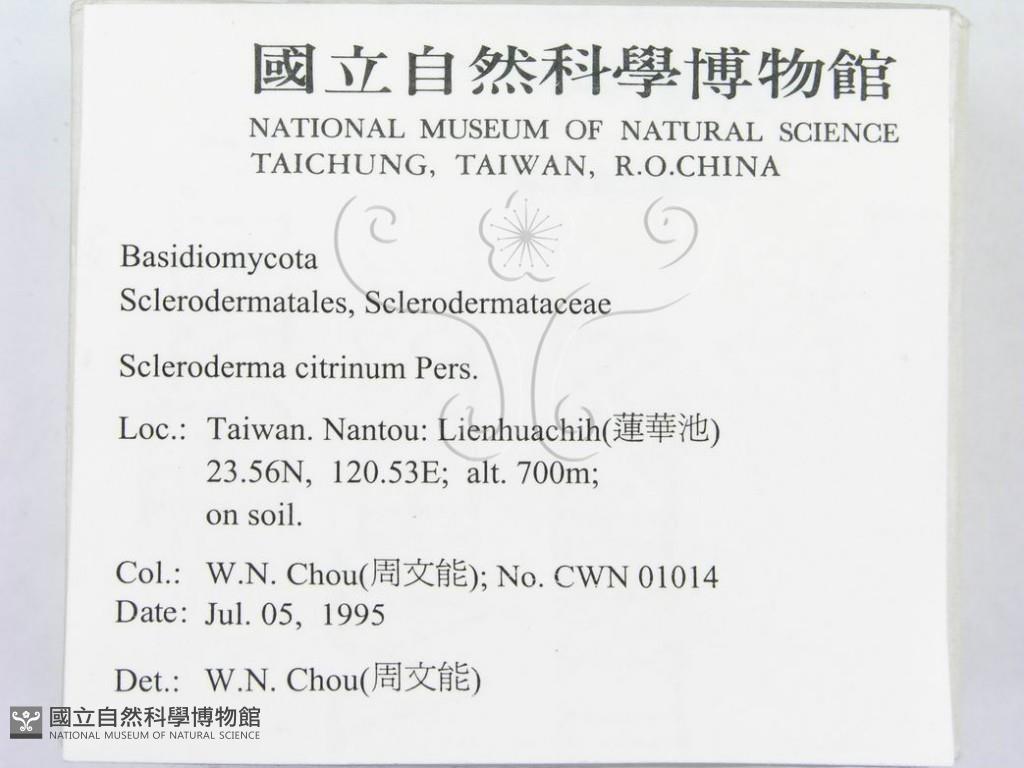 國立自然科學博物館
NATIONAL MUSEUM OF NATURAL SCIENCE
TAICHUNG, TAIWAN, R.O.CHINA
Basidiomycota
Sclerodermatales, Sclerodermataceae
Scleroderma citrinum Pers.
Loc.: Taiwan. Nantou: Lienhuachih(蓮華池)
23.56N, 120.53E; alt. 700m;
on soil.
Col.: W.N. Chou(周文能); No. CWN 01014
Date: Jul. 05, 1995
Det.: W.N. Chou(周文能)
國立自然科學博物館
NATIONAL MUSEUM OF NATURAL SCIENCE